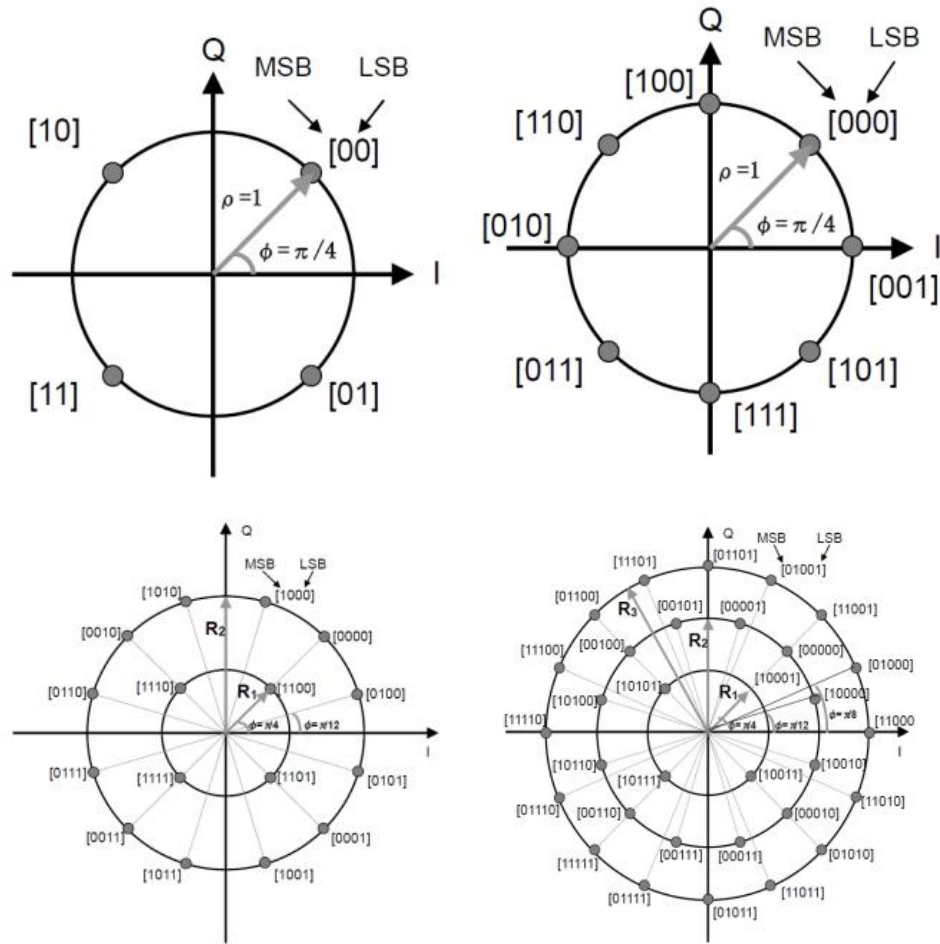 Q
MSB LSB
[10] [00]
ρ =1
ϕ = π /4
I
[11] [01]
Q
MSB LSB
[100]
[110] [000]
ρ =1
[010] ϕ = π /4
I
[001]
[011] [101]
[111]
Q
MSB LSB
[1010] [1000]
[0010] R2 [0000]
[1110] R1 [1100]
[0110] [0100]
ϕ= π/4 ϕ= π/12
I
[0111] [1111] [1101] [0101]
[0011] [0001]
[1011] [1001]
Q
MSB LSB
[11101] [01101] [01001]
[01100] R3 [00101] [00001] [11001]
R2
[11100] [00100] [00000] [01000]
[10101] R1 [10001]
[10100] [10000]
ϕ= π/4 ϕ= π/12 ϕ= π/8
[11110] [11000]
I
[10110] [10111] [10011] [10010]
[01110] [00110] [00010] [11010]
[11111] [00111] [00011] [01010]
[01111] [01011] [11011]